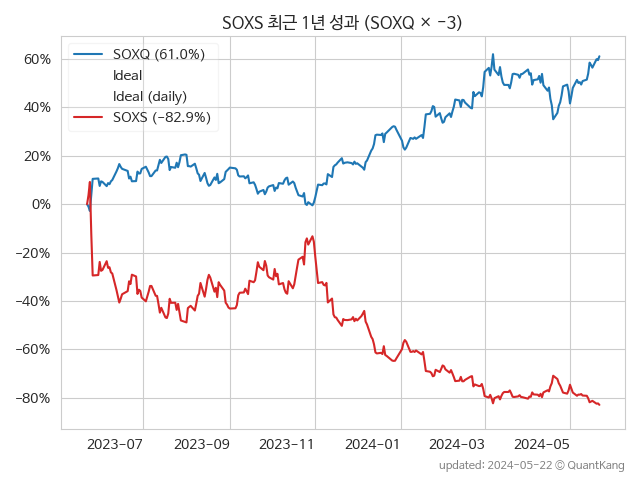 SOXS 최근 1년 성과 (SOXQ × −3)
SOXQ (61.0%)
Ideal
Ideal (daily)
SOXS (−82.9%)
60%
40%
20%
0%
−20%
−40%
−60%
−80%
2023−07
2023−09
2023−11
2024−01
2024−03
2024−05
updated: 2024−05−22 © QuantKang